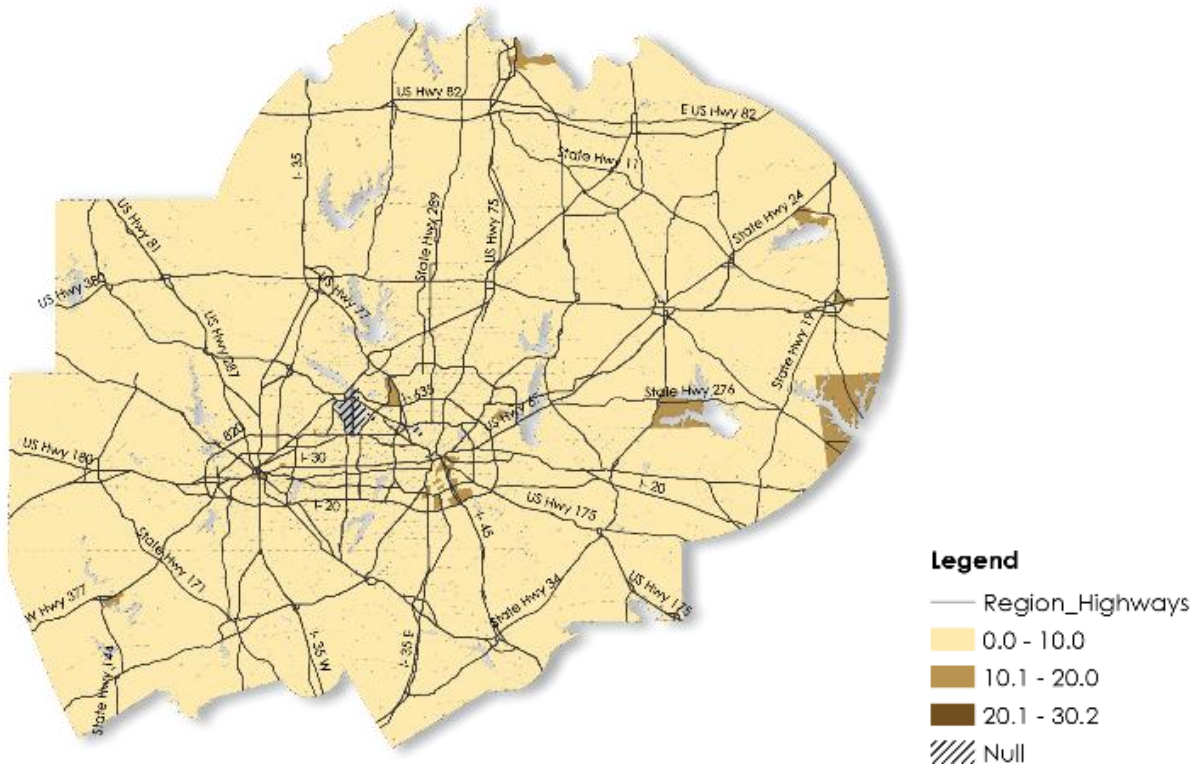 US Hwy 82
E US Hwy 82
State Hwy 11
I- 35
State Hwy 24
US Hwy 81
State Hwy 289
US Hwy 75
US Hwy 380
US Hwy 77
State Hwy 19
US Hwy 287
I-635
State Hwy 276
US Hwy 67
I- 820
US Hwy 180
I- 30
I- 20
I- 20
US Hwy 175
I- 45
State Hwy 171
State Hwy 34
US Hwy 175
W Hwy 377
I- 35 W
I- 35 E
State Hwy 144
Legend
Region_Highways
0.0 - 10.0
10.1 - 20.0
20.1 - 30.2
Null